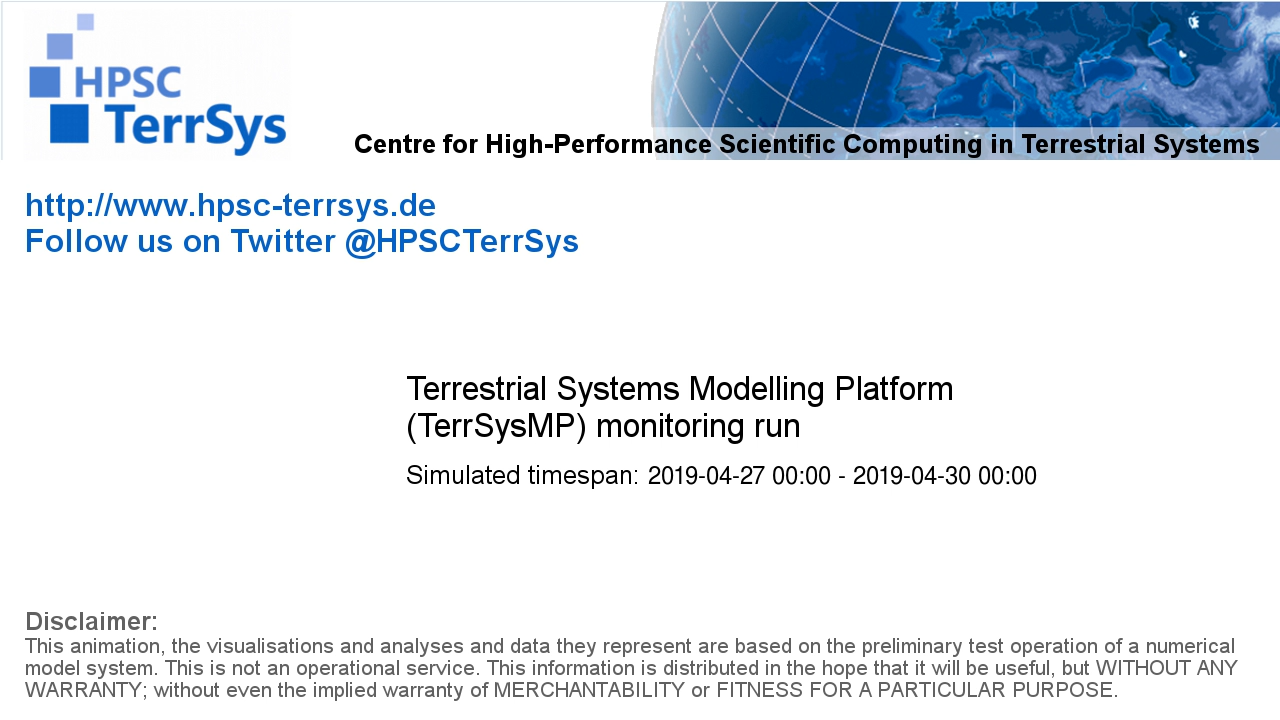 HPSC
TerrSys
Centre for High-Performance Scientific Computing in Terrestrial Systems
http://www.hpsc-terrsys.de
Follow us on Twitter @HPSCTerrSys
Terrestrial Systems Modelling Platform
(TerrSysMP) monitoring run
Simulated timespan: 2019-04-27 00:00 - 2019-04-30 00:00
Disclaimer:
This animation, the visualisations and analyses and data they represent are based on the preliminary test operation of a numerical
model system. This is not an operational service. This information is distributed in the hope that it will be useful, but WITHOUT ANY
WARRANTY; without even the implied warranty of MERCHANTABILITY or FITNESS FOR A PARTICULAR PURPOSE.